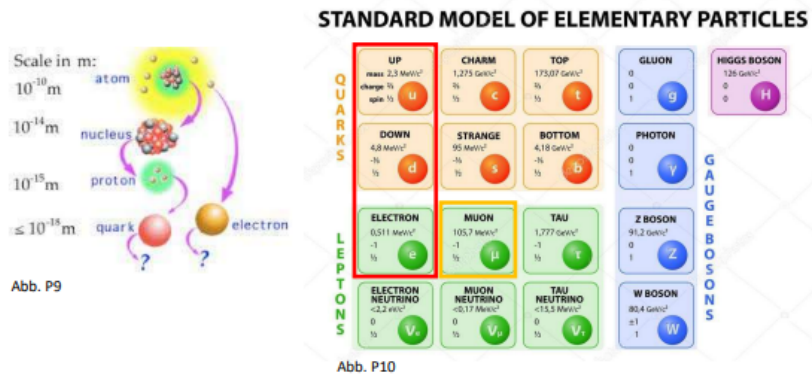 STANDARD MODEL OF ELEMENTARY PARTICLES
Scale in m:
10⁻¹⁰ m
atom
10⁻¹⁴ m
nucleus
10⁻¹⁵ m
proton
≤ 10⁻¹⁸ m
quark
electron
?
?
Abb. P9
QUARKS
UP
mass 2,3 MeV/c²
charge ⅔
spin ½
u
CHARM
1,275 GeV/c²
⅔
½
c
TOP
173,07 GeV/c²
⅔
½
t
GLUON
0
0
1
g
HIGGS BOSON
126 GeV/c²
0
0
H
DOWN
4,8 MeV/c²
-⅓
½
d
STRANGE
95 MeV/c²
-⅓
½
s
BOTTOM
4,18 GeV/c²
-⅓
½
b
PHOTON
0
0
1
γ
LEPTONS
ELECTRON
0,511 MeV/c²
-1
½
e
MUON
105,7 MeV/c²
-1
½
μ
TAU
1,777 GeV/c²
-1
½
τ
Z BOSON
91,2 GeV/c²
0
1
Z
GAUGE BOSONS
ELECTRON
NEUTRINO
<2,2 eV/c²
0
½
Vₑ
MUON
NEUTRINO
<0,17 MeV/c²
0
½
Vμ
TAU
NEUTRINO
<15,5 MeV/c²
0
½
Vτ
W BOSON
80,4 GeV/c²
±1
1
W
Abb. P10